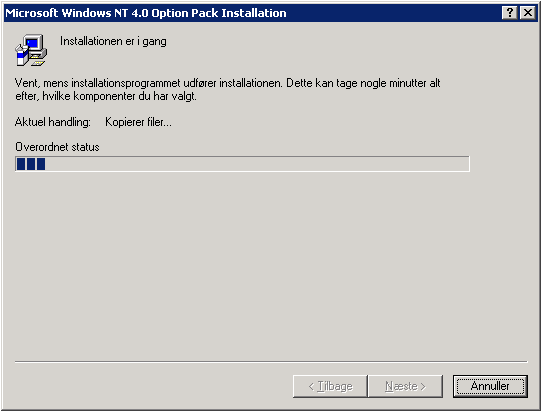 Microsoft Windows NT 4.0 Option Pack Installation
Installationen er i gang
Vent, mens installationsprogrammet udfører installationen. Dette kan tage nogle minutter alt
efter, hvilke komponenter du har valgt.
Aktuel handling: Kopierer filer...
Overordnet status
< Tilbage Næste > Annuller